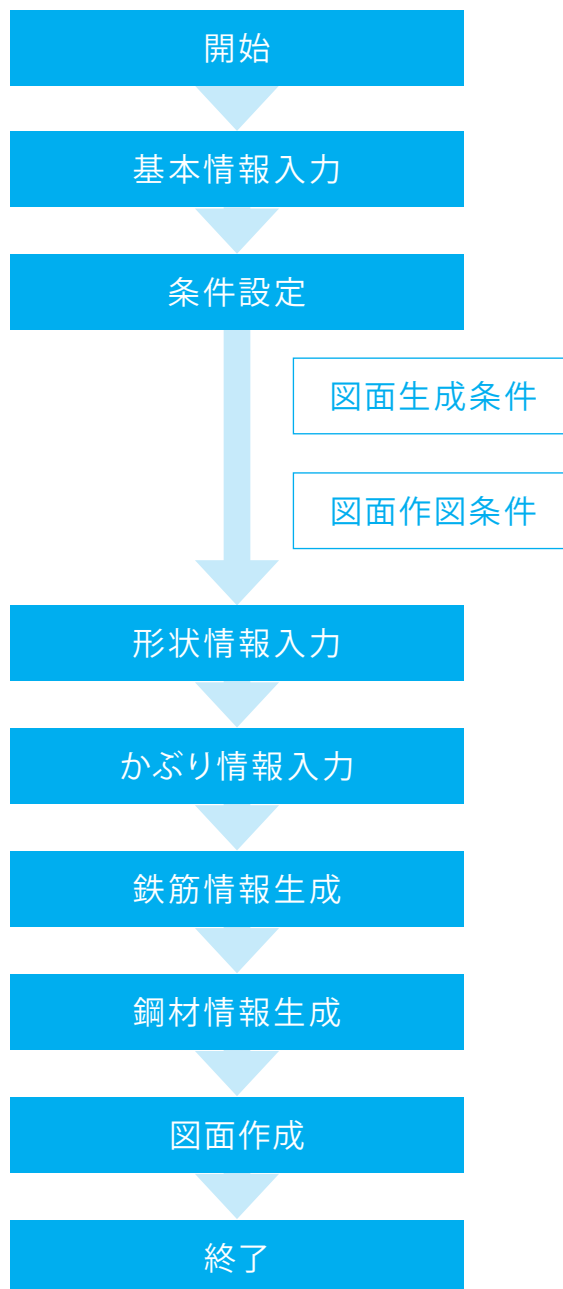 開始
基本情報入力
条件設定
図面生成条件
図面作図条件
形状情報入力
かぶり情報入力
鉄筋情報生成
鋼材情報生成
図面作成
終了